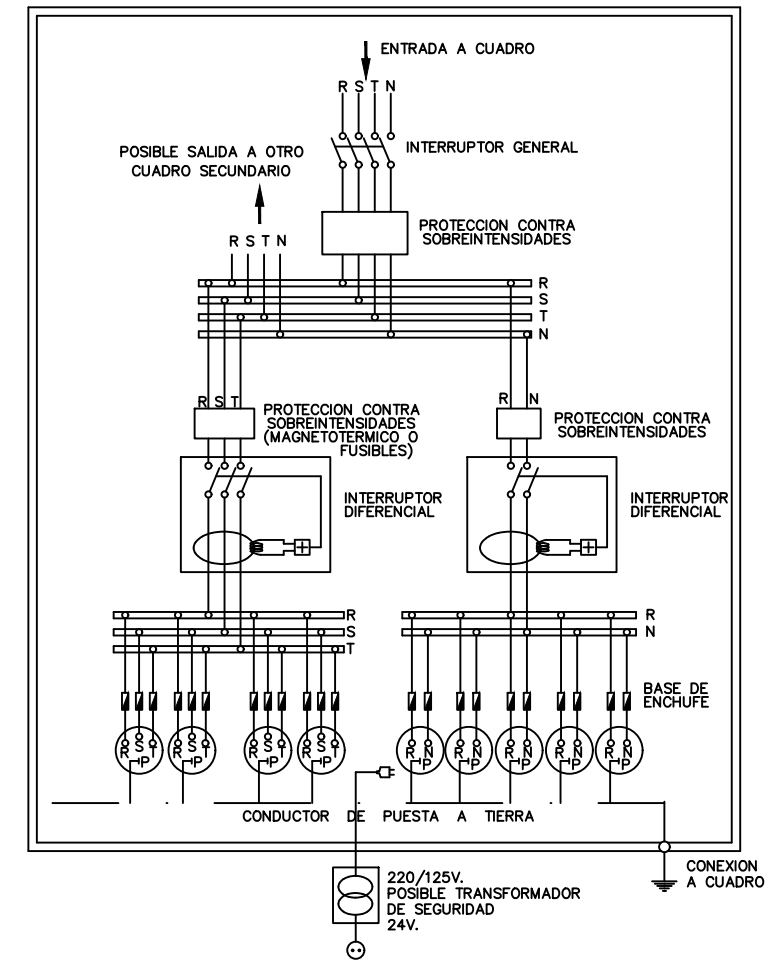 ENTRADA A CUADRO
R S T N
INTERRUPTOR GENERAL
POSIBLE SALIDA A OTRO
CUADRO SECUNDARIO
PROTECCION CONTRA
SOBREINTENSIDADES
R S T N
R
S
T
N
R S T
PROTECCION CONTRA
SOBREINTENSIDADES
(MAGNETOTERMICO O
FUSIBLES)
R N
PROTECCION CONTRA
SOBREINTENSIDADES
INTERRUPTOR
DIFERENCIAL
INTERRUPTOR
DIFERENCIAL
R
S
T
R
N
BASE DE
ENCHUFE
R S T P
R S T P
R S T P
R S T P
R N P
R N P
R N P
R N P
R N P
CONDUCTOR DE PUESTA A TIERRA
CONEXION
A CUADRO
220/125V.
POSIBLE TRANSFORMADOR
DE SEGURIDAD
24V.